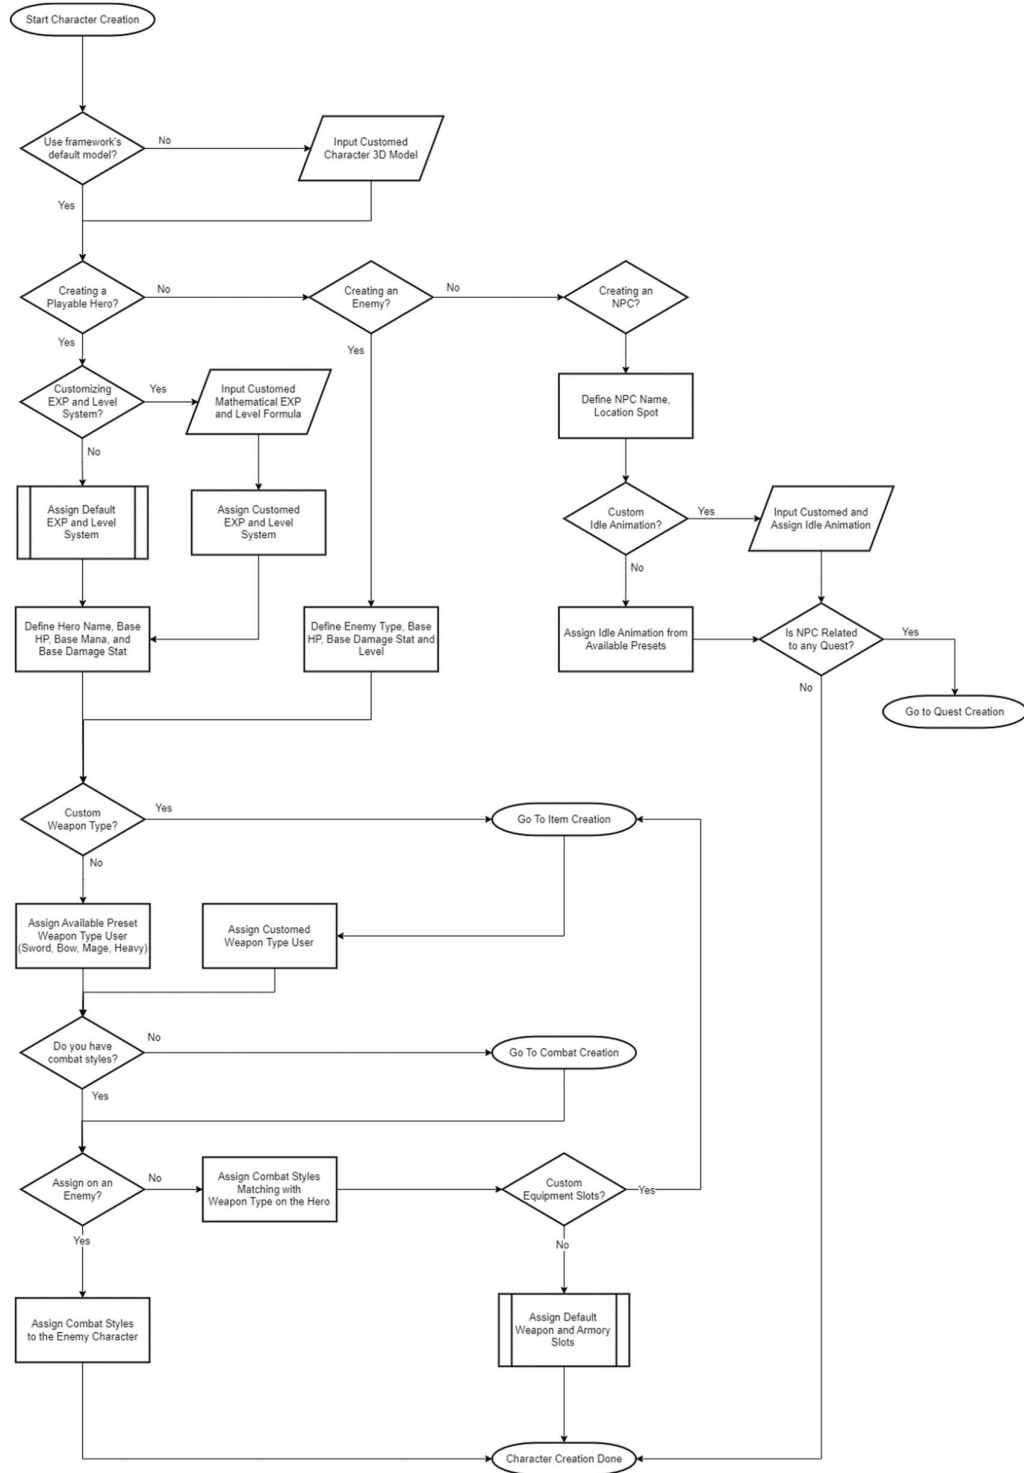 Start Character Creation
Use framework's
default model?
No
Input Customed
Character 3D Model
Yes
Creating a
Playable Hero?
No
Creating an
Enemy?
No
Creating an
NPC?
Yes
Yes
Customizing
EXP and Level
System?
Yes
Input Customed
Mathematical EXP
and Level Formula
Define NPC Name,
Location Spot
No
Assign Default
EXP and Level
System
Assign Customed
EXP and Level
System
Custom
Idle Animation?
Yes
Input Customed and
Assign Idle Animation
No
Define Hero Name, Base
HP, Base Mana, and
Base Damage Stat
Define Enemy Type, Base
HP, Base Damage Stat and
Level
Assign Idle Animation from
Available Presets
Is NPC Related
to any Quest?
Yes
No
Go to Quest Creation
Custom
Weapon Type?
Yes
Go To Item Creation
No
Assign Available Preset
Weapon Type User
(Sword, Bow, Mage, Heavy)
Assign Customed
Weapon Type User
Do you have
combat styles?
No
Go To Combat Creation
Yes
Assign on an
Enemy?
No
Assign Combat Styles
Matching with
Weapon Type on the Hero
Custom
Equipment Slots?
Yes
Yes
No
Assign Combat Styles
to the Enemy Character
Assign Default
Weapon and Armory
Slots
Character Creation Done